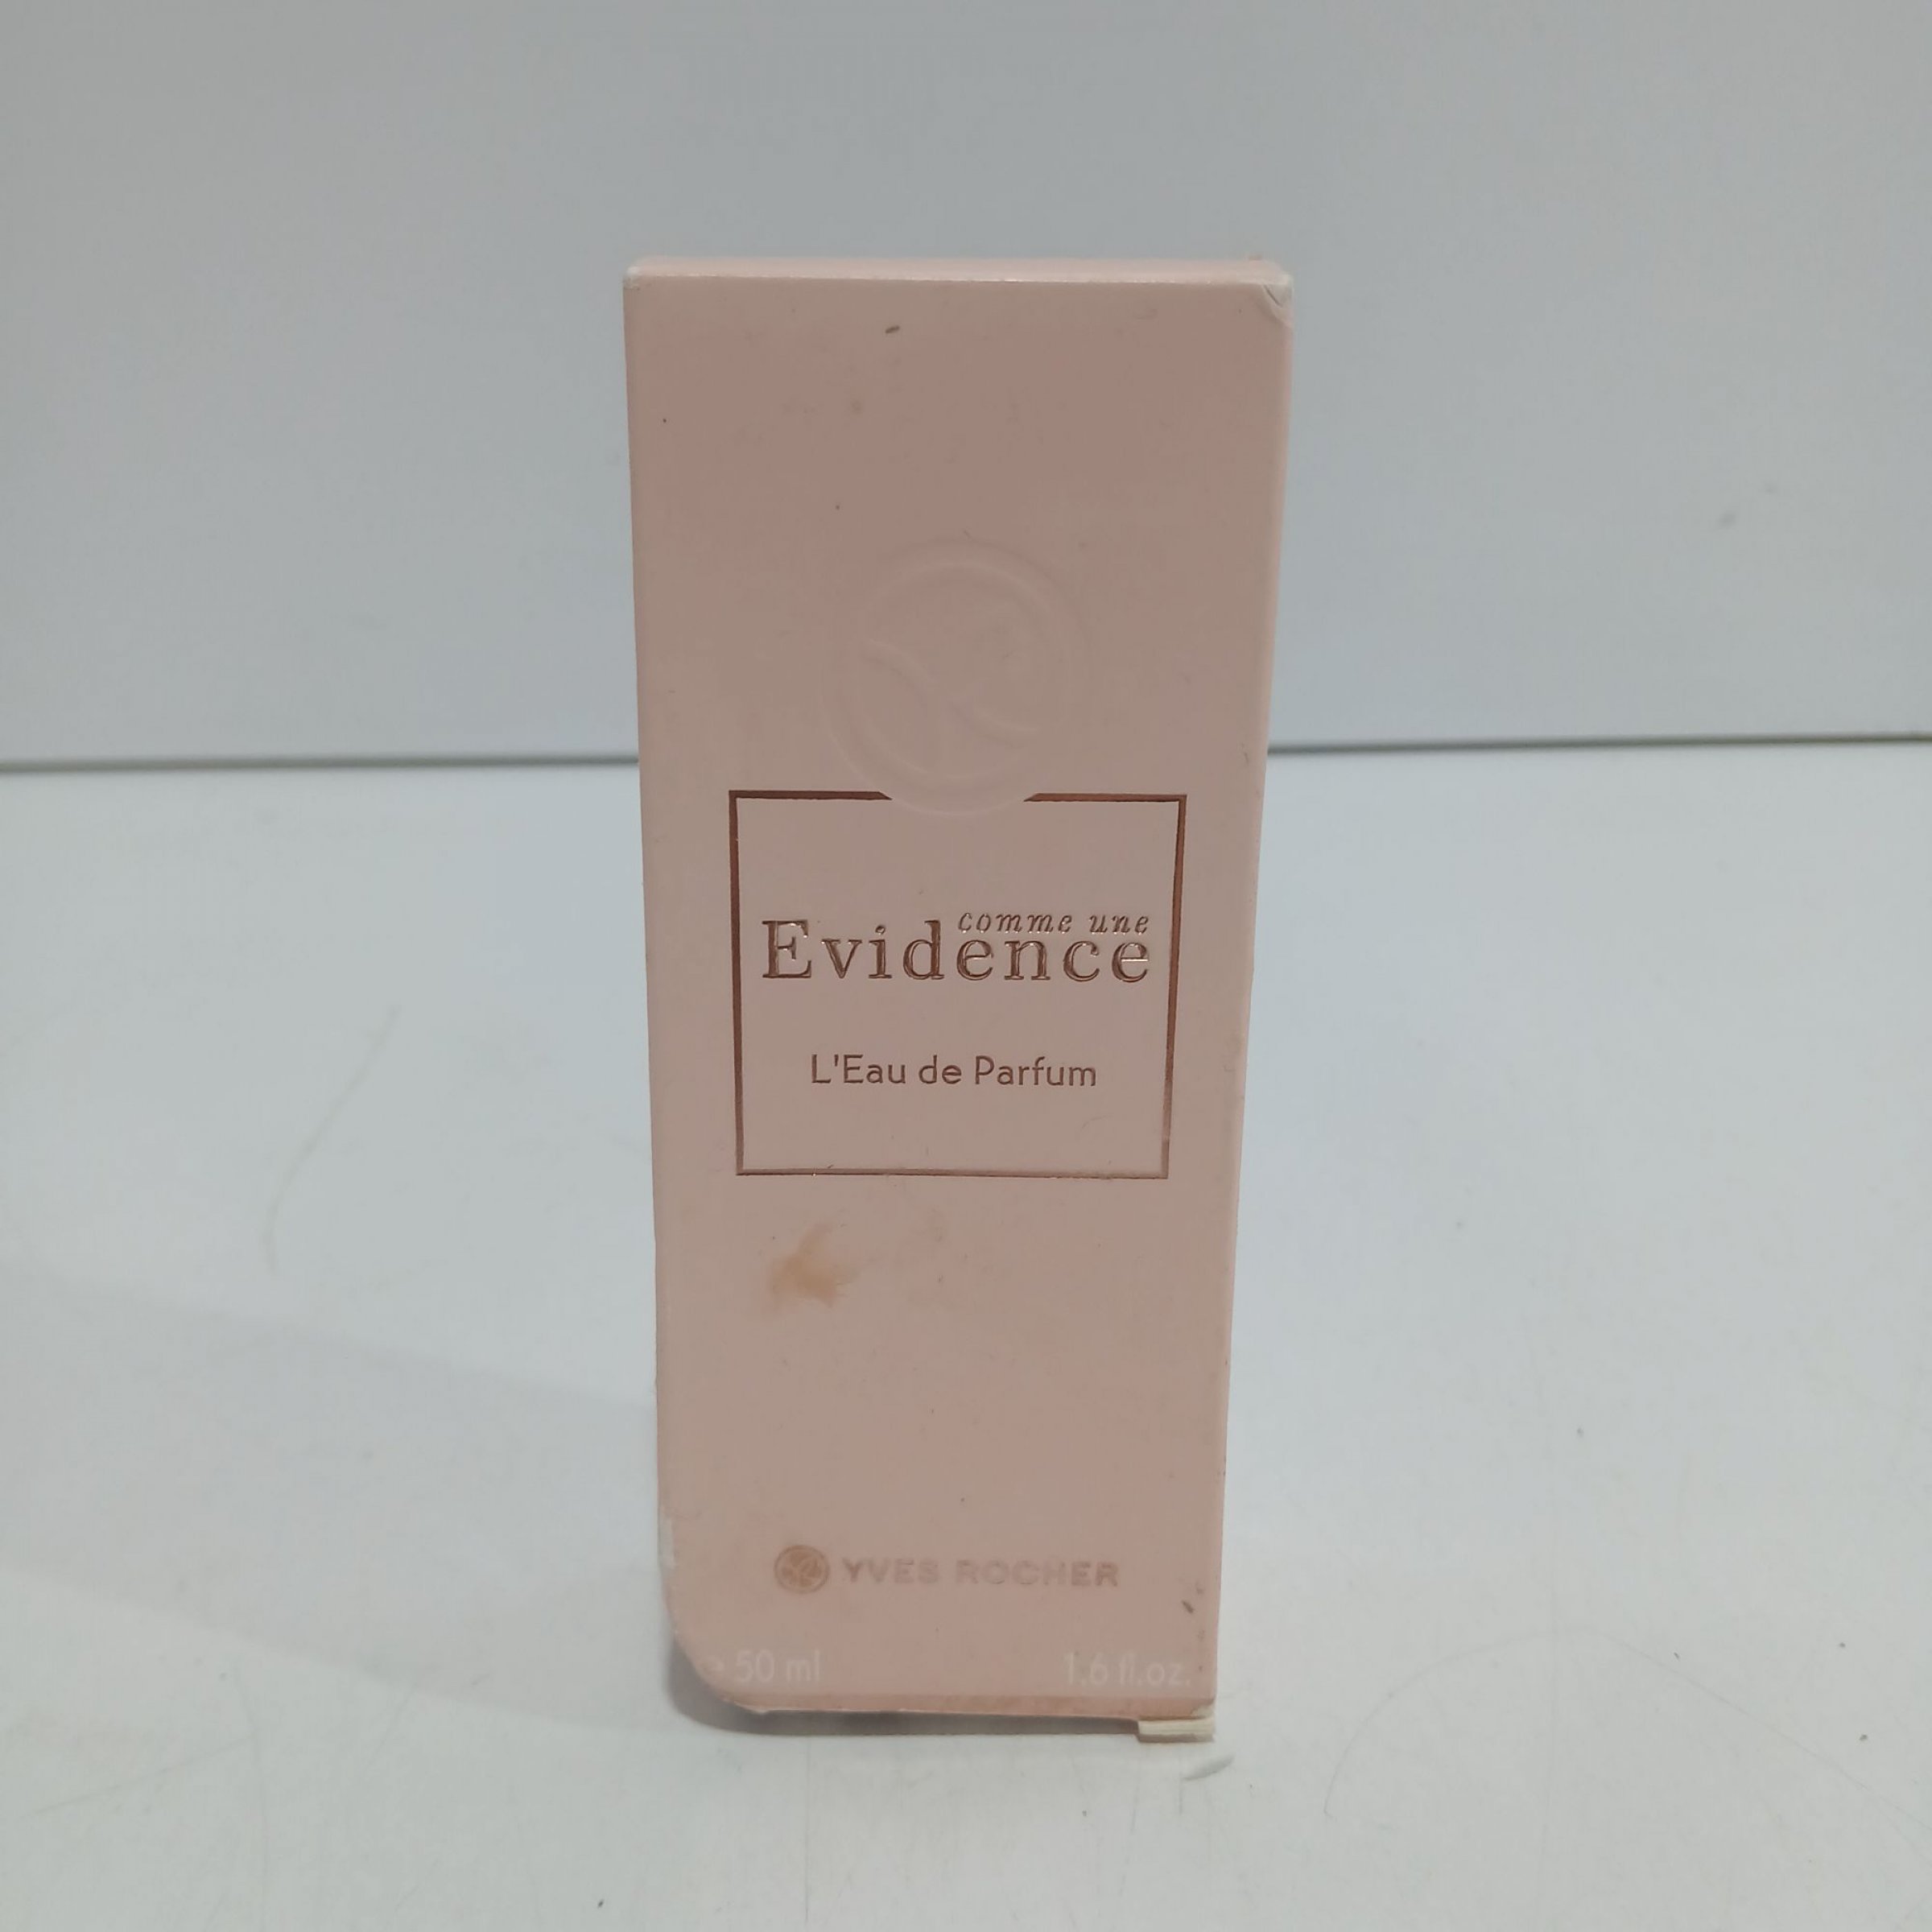 comme une
Evidence
L'Eau de Parfum
YVES ROCHER
50 ml 1.6 fl.oz.